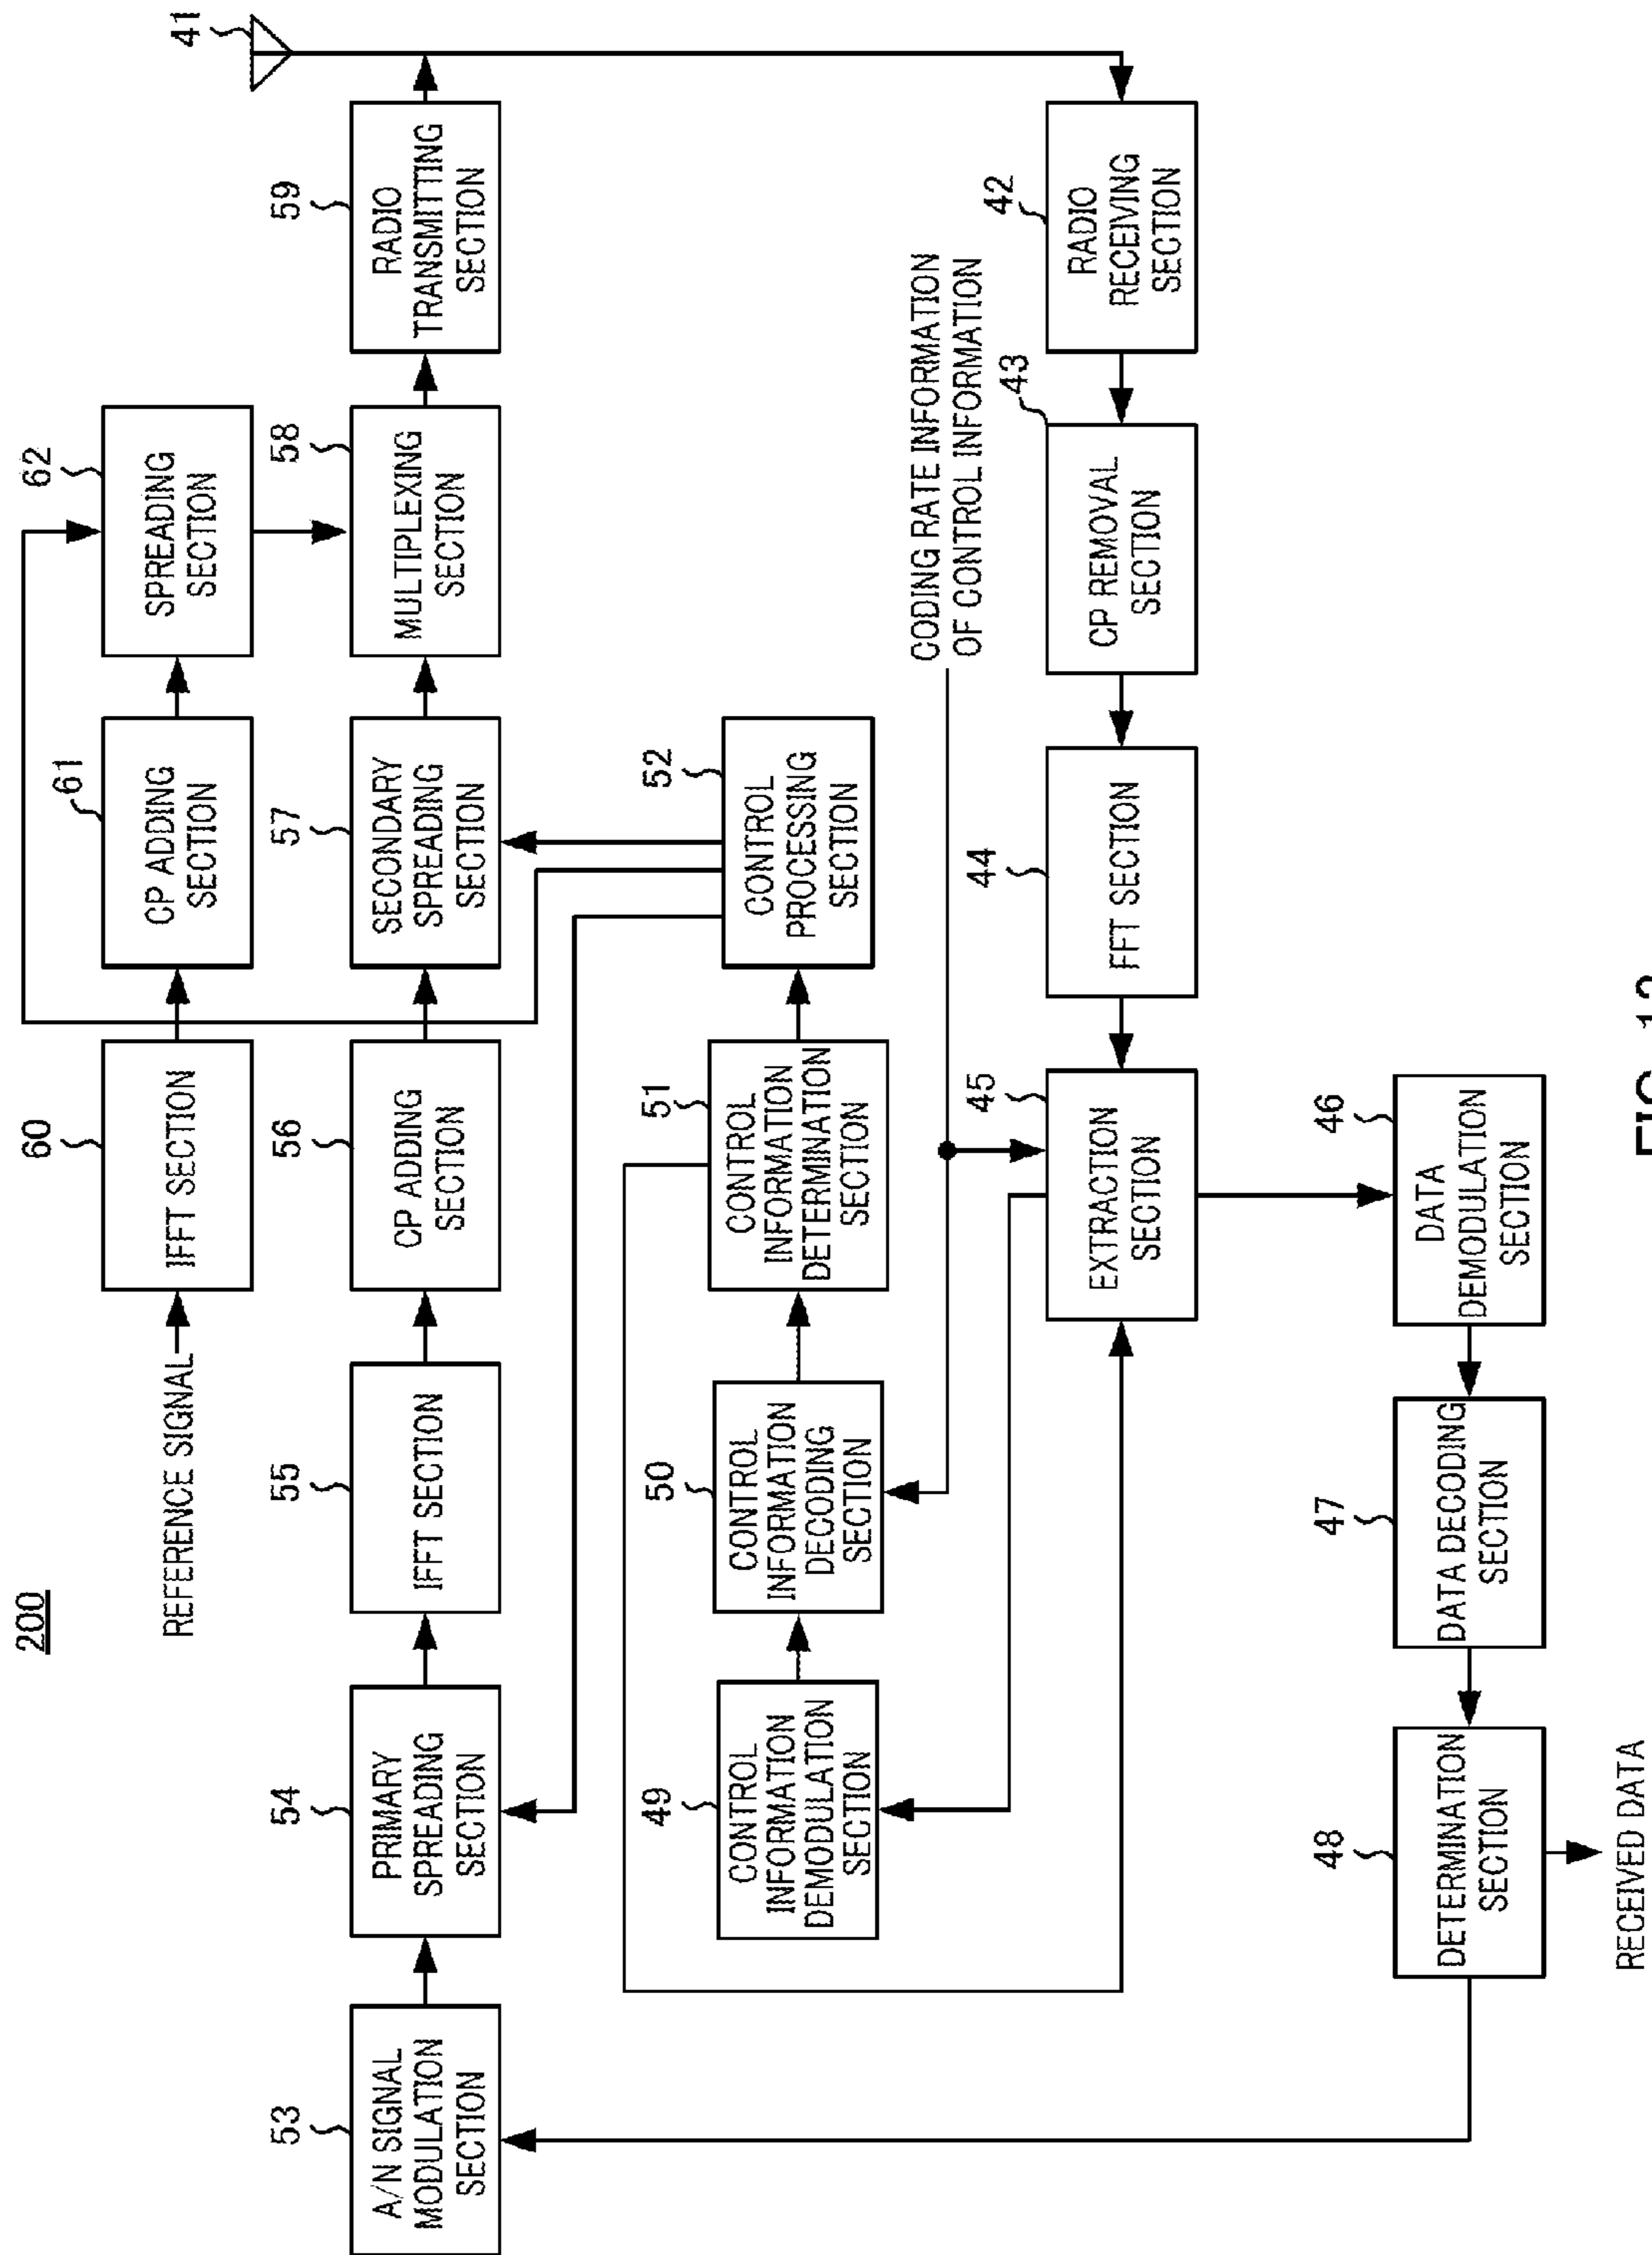 200
REFERENCE SIGNAL
60
IFFT SECTION
61
CP ADDING
SECTION
62
SPREADING
SECTION
41
53
A/N SIGNAL
MODULATION
SECTION
54
PRIMARY
SPREADING
SECTION
55
IFFT SECTION
56
CP ADDING
SECTION
57
SECONDARY
SPREADING
SECTION
58
MULTIPLEXING
SECTION
59
RADIO
TRANSMITTING
SECTION
49
CONTROL
INFORMATION
DEMODULATION
SECTION
50
CONTROL
INFORMATION
DECODING
SECTION
51
CONTROL
INFORMATION
DETERMINATION
SECTION
52
CONTROL
PROCESSING
SECTION
CODING RATE INFORMATION
OF CONTROL INFORMATION
45
EXTRACTION
SECTION
44
FFT SECTION
43
CP REMOVAL
SECTION
42
RADIO
RECEIVING
SECTION
48
DETERMINATION
SECTION
47
DATA DECODING
SECTION
46
DATA
DEMODULATION
SECTION
RECEIVED DATA